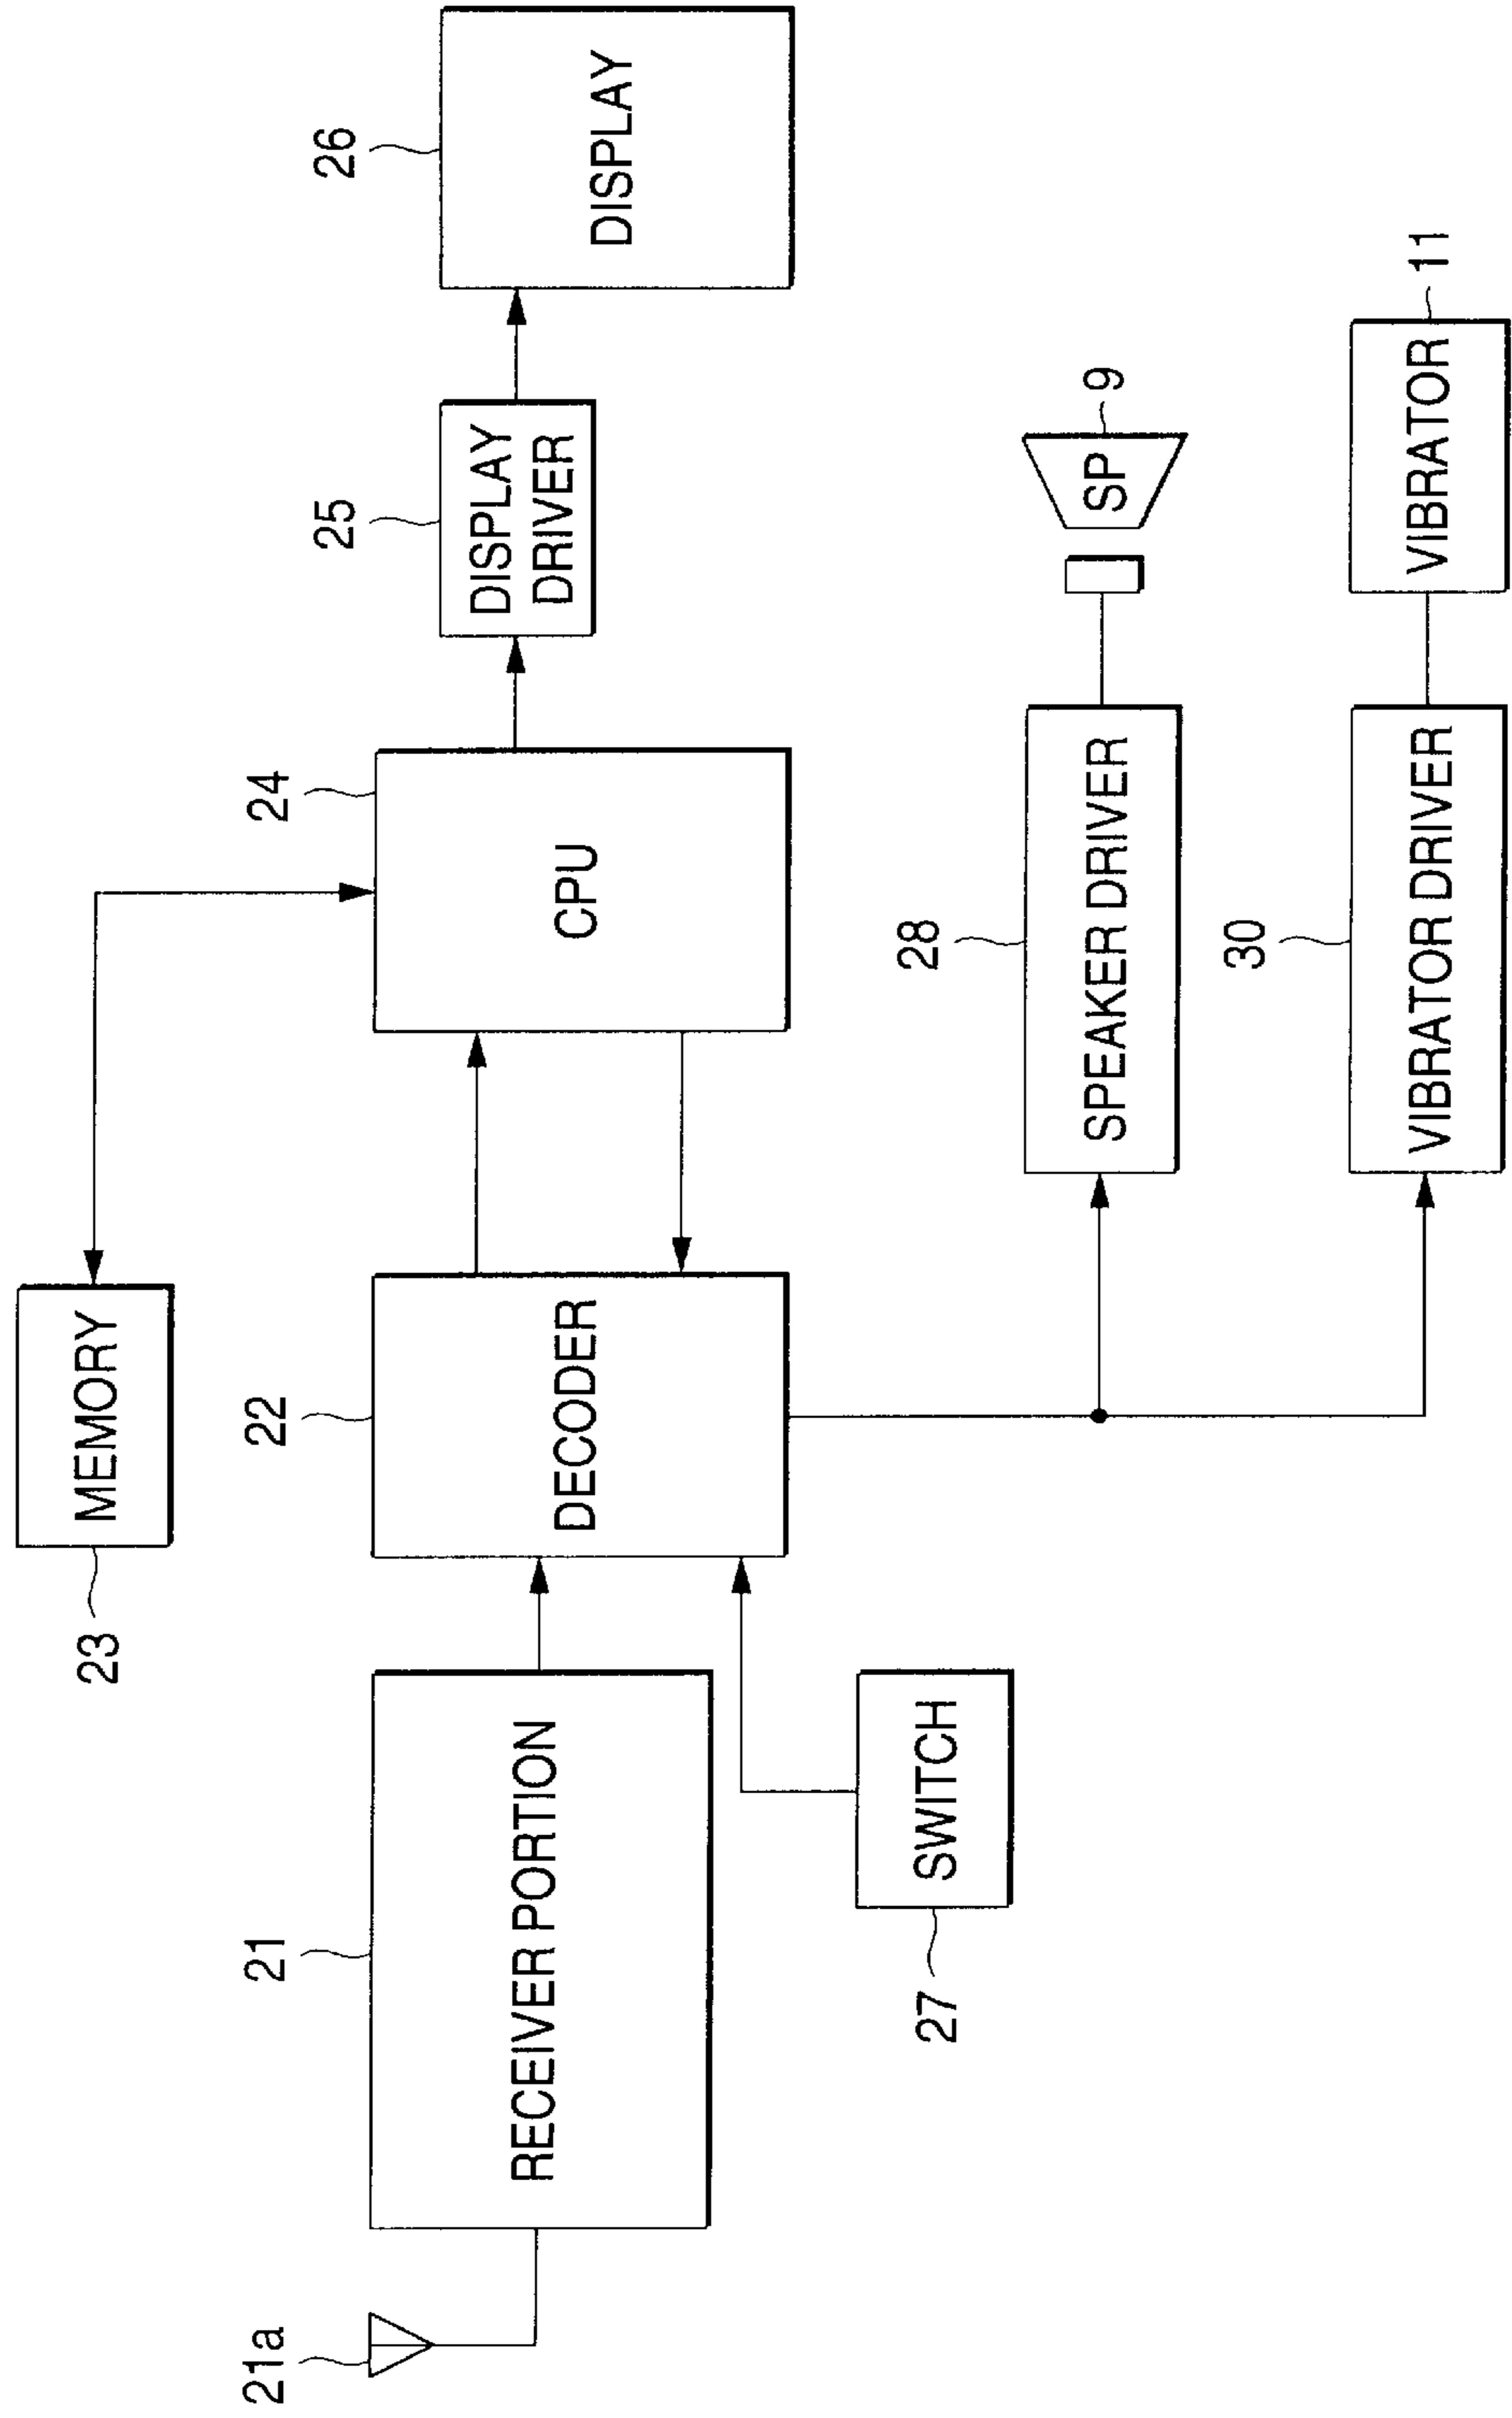 23
MEMORY
24
26
25
22
21
21a
RECEIVER PORTION
DECODER
CPU
DISPLAY
DRIVER
DISPLAY
27
SWITCH
28
SPEAKER DRIVER
SP
9
30
VIBRATOR DRIVER
VIBRATOR
11